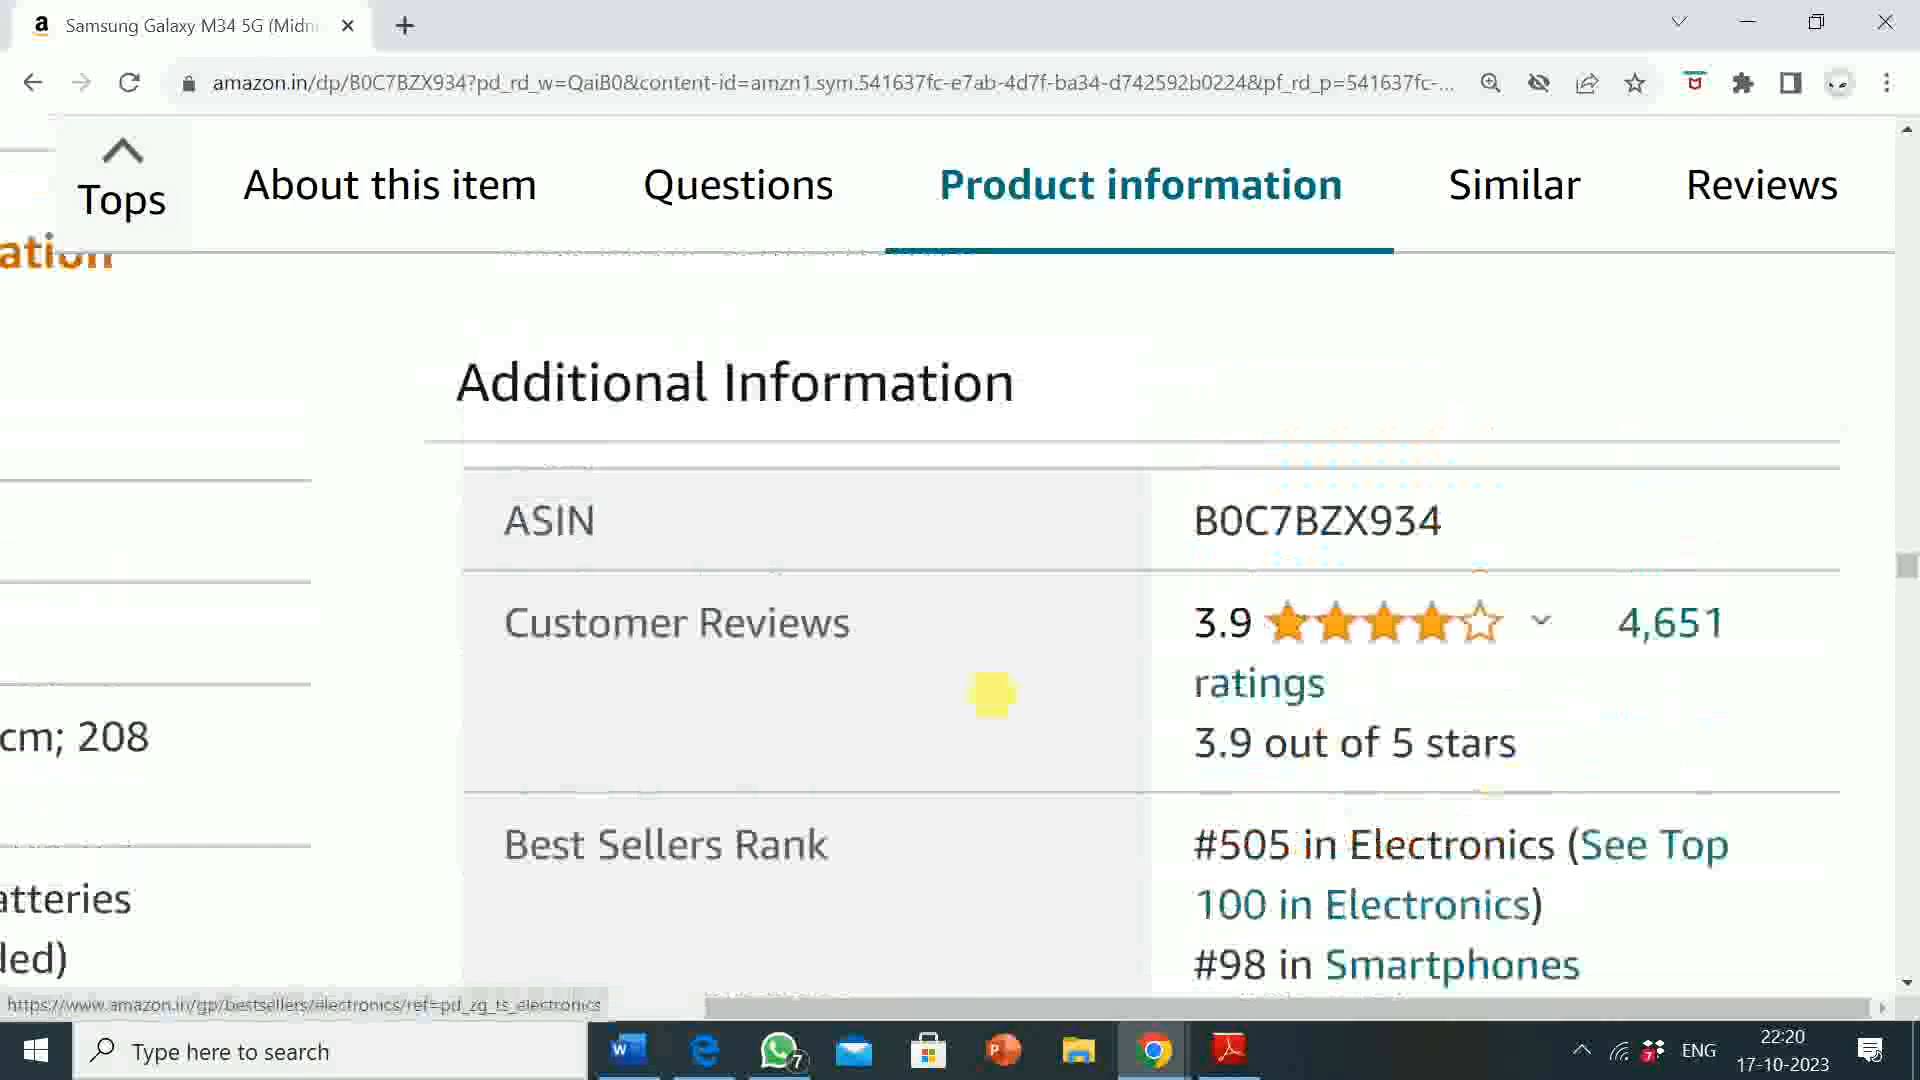 Samsung Galaxy M34 5G (Midni
amazon.in/dp/B0C7BZX934?pd_rd_w=QaiB0&content-id=amzn1.sym.541637fc-e7ab-4d7f-ba34-d742592b0224&pf_rd_p=541637fc-...
Tops
About this item
Questions
Product information
Similar
Reviews
ation
Additional Information
ASIN
B0C7BZX934
Customer Reviews
3.9
4,651
ratings
3.9 out of 5 stars
cm; 208
Best Sellers Rank
#505 in Electronics (See Top
100 in Electronics)
#98 in Smartphones
atteries
led)
https://www.amazon.in/gp/bestsellers/electronics/ref=pd_zg_ts_electronics
Type here to search
7
7
ENG
22:20
17-10-2023